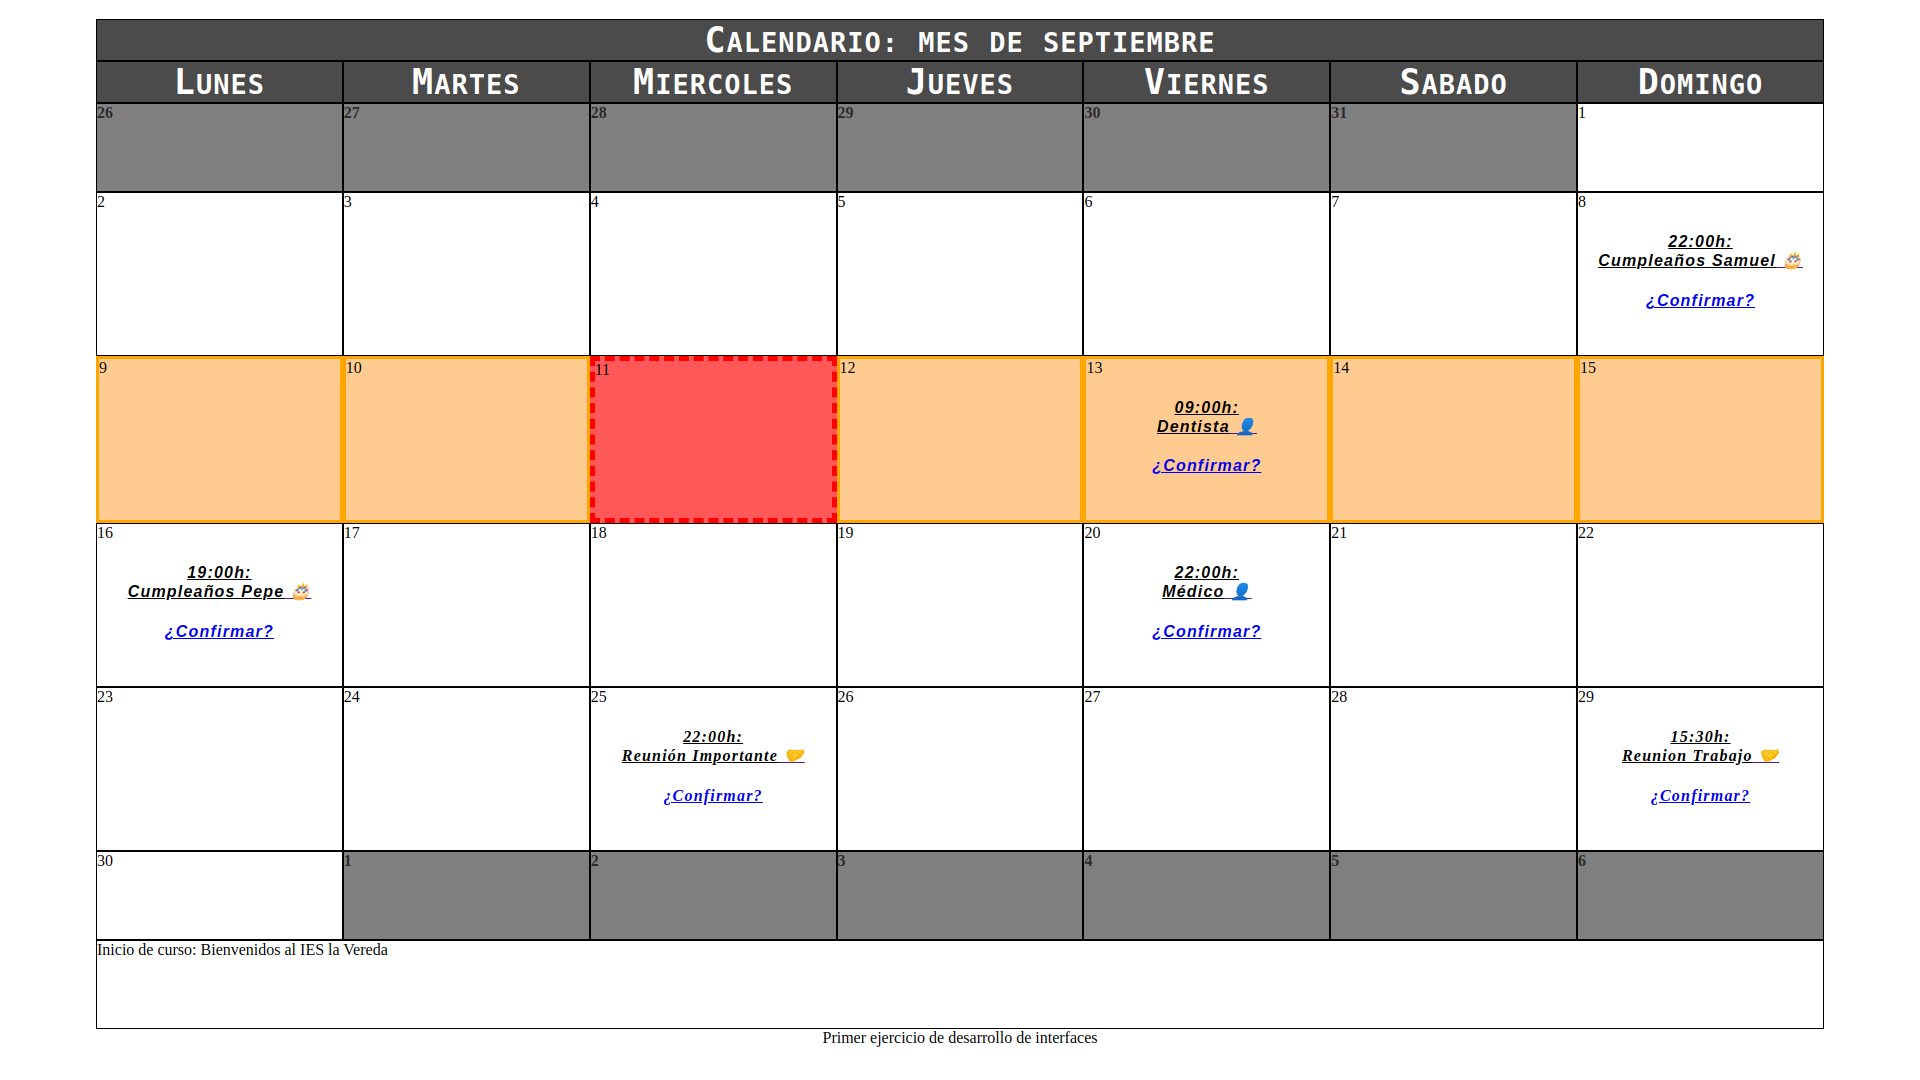 Calendario: mes de septiembre
Lunes Martes Miercoles Jueves Viernes Sabado Domingo
26 27 28 29 30 31 1
2 3 4 5 6 7 8
22:00h:
Cumpleaños Samuel 🎂
¿Confirmar?
9 10 11 12 13 14 15
09:00h:
Dentista 👤
¿Confirmar?
16 17 18 19 20 21 22
19:00h:
Cumpleaños Pepe 🎂
¿Confirmar?
22:00h:
Médico 👤
¿Confirmar?
23 24 25 26 27 28 29
22:00h:
Reunión Importante 🤝
¿Confirmar?
15:30h:
Reunion Trabajo 🤝
¿Confirmar?
30 1 2 3 4 5 6
Inicio de curso: Bienvenidos al IES la Vereda
Primer ejercicio de desarrollo de interfaces